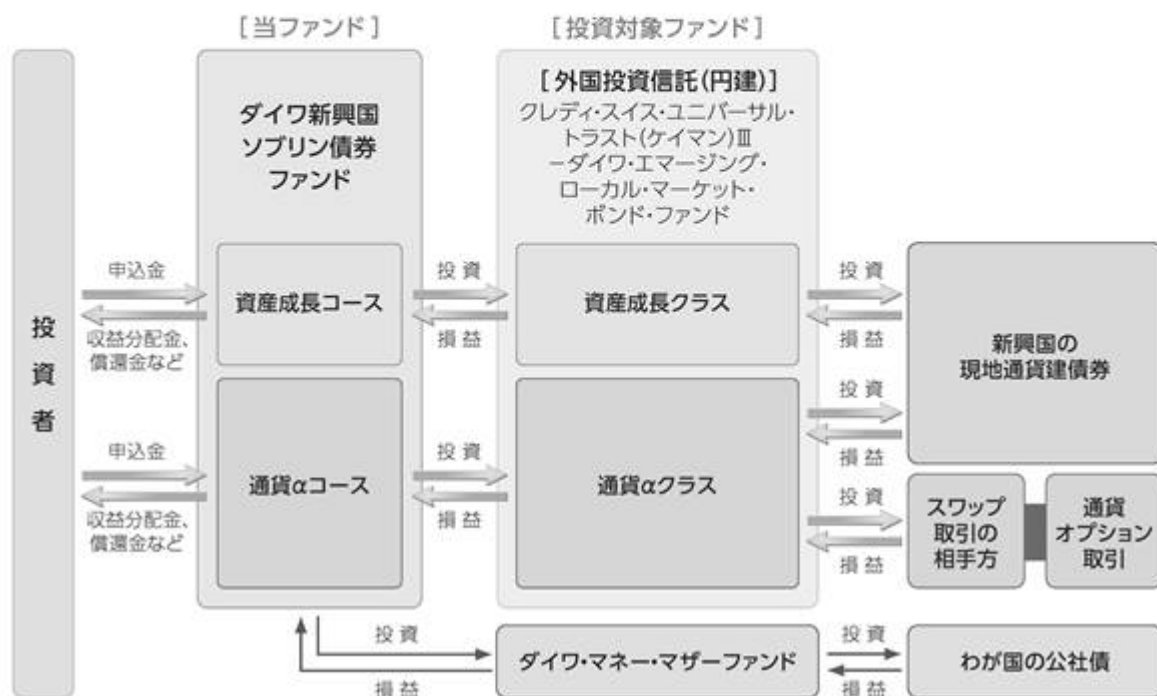 [当ファンド]
[投資対象ファンド]
投資者
申込金
収益分配金、
償還金など
申込金
収益分配金、
償還金など
ダイワ新興国
ソブリン債券
ファンド
資産成長コース
通貨αコース
投資
損益
投資
損益
[外国投資信託(円建)]
クレディ・スイス・ユニバーサル・
トラスト(ケイマン)Ⅲ
－ダイワ・エマージング・
ローカル・マーケット・
ボンド・ファンド
資産成長クラス
通貨αクラス
投資
損益
投資
損益
投資
損益
新興国の
現地通貨建債券
スワップ
取引の
相手方
通貨
オプション
取引
投資
損益
ダイワ・マネー・マザーファンド
投資
損益
わが国の公社債